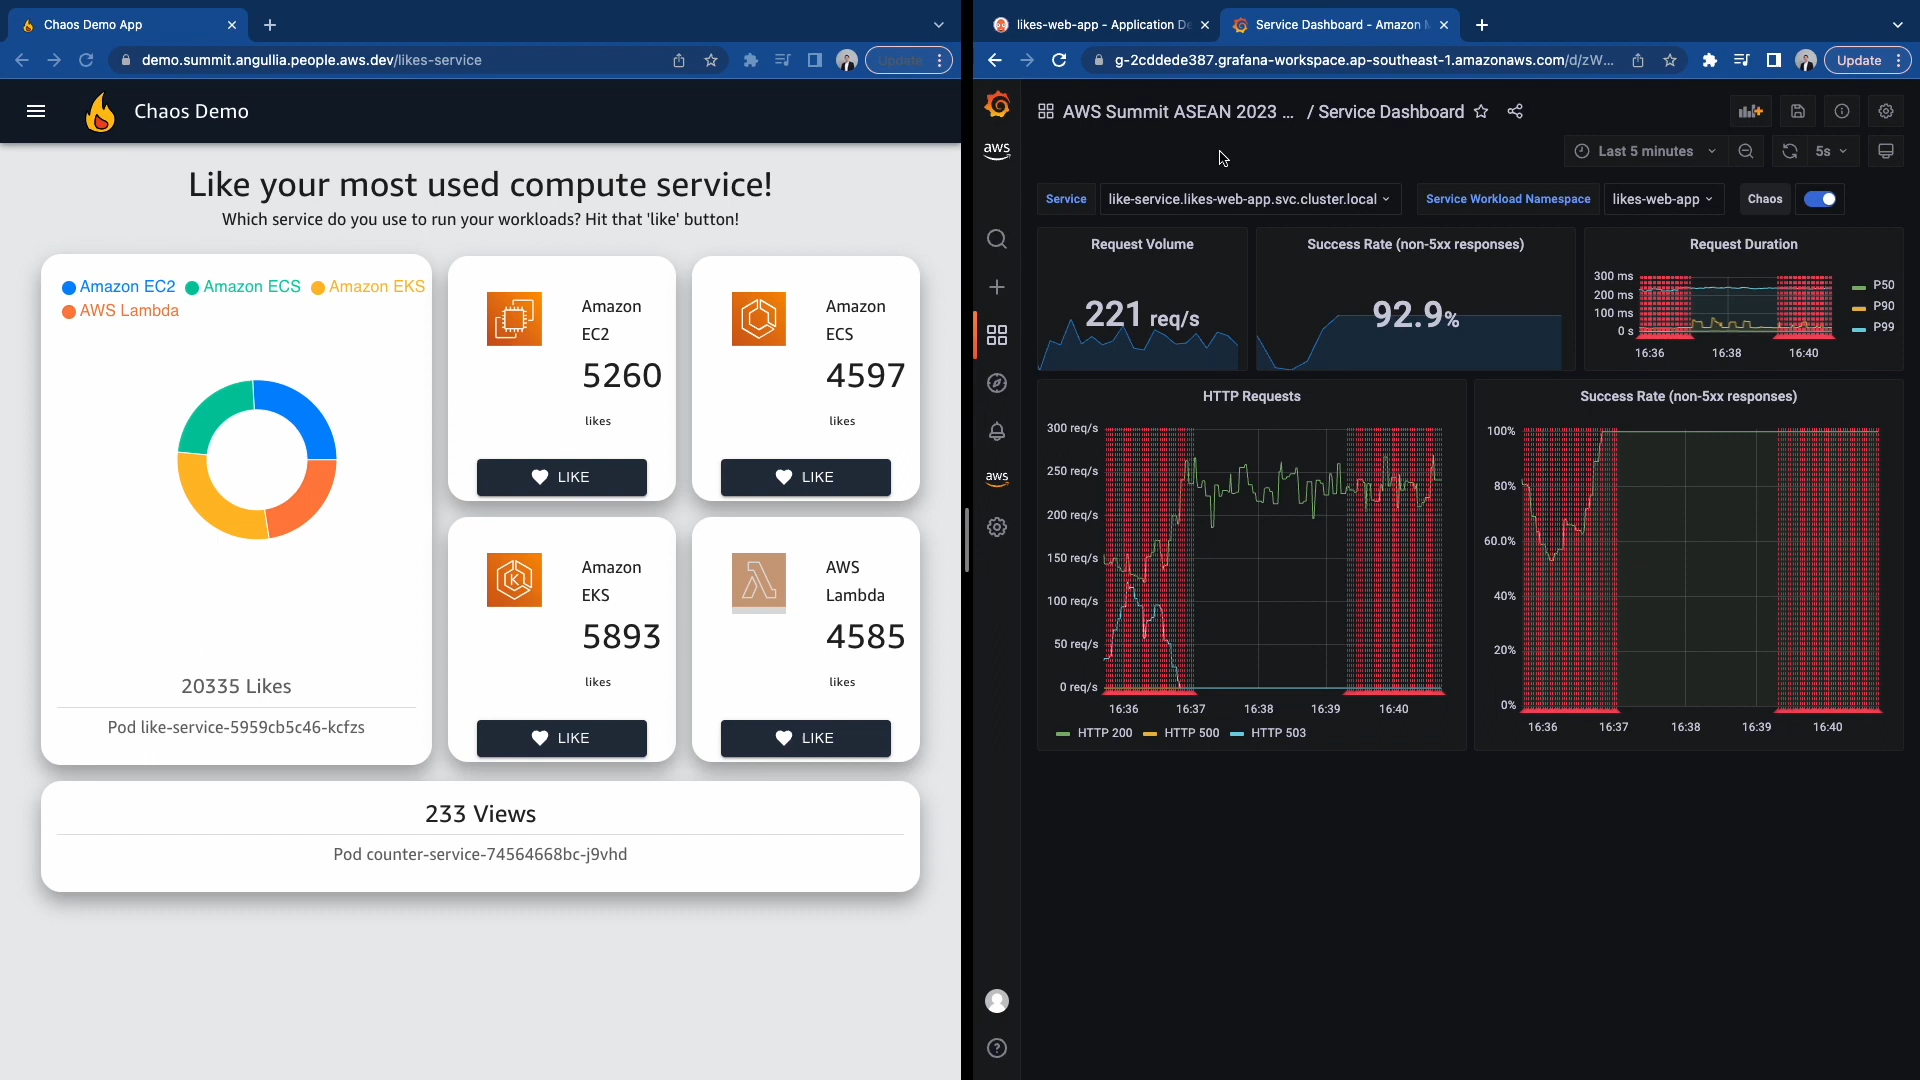 Chaos Demo App
demo.summit.angullia.people.aws.dev/likes-service
Update
Chaos Demo
Like your most used compute service!
Which service do you use to run your workloads? Hit that 'like' button!
Amazon EC2
Amazon ECS
Amazon EKS
AWS Lambda
20335 Likes
Pod like-service-5959cb5c46-kcfzs
Amazon
EC2
5260
likes
LIKE
Amazon
ECS
4597
likes
LIKE
Amazon
EKS
5893
likes
LIKE
AWS
Lambda
4585
likes
LIKE
233 Views
Pod counter-service-74564668bc-j9vhd
likes-web-app - Application De
Service Dashboard - Amazon M
g-2cddede387.grafana-workspace.ap-southeast-1.amazonaws.com/d/zW...
Update
aws
aws
AWS Summit ASEAN 2023 ... / Service Dashboard
Last 5 minutes
5s
Service
like-service.likes-web-app.svc.cluster.local
Service Workload Namespace
likes-web-app
Chaos
Request Volume
221 req/s
Success Rate (non-5xx responses)
92.9%
Request Duration
300 ms
200 ms
100 ms
0 s
16:36
16:38
16:40
P50
P90
P99
HTTP Requests
300 req/s
250 req/s
200 req/s
150 req/s
100 req/s
50 req/s
0 req/s
16:36
16:37
16:38
16:39
16:40
HTTP 200
HTTP 500
HTTP 503
Success Rate (non-5xx responses)
100%
80%
60.0%
40%
20%
0%
16:36
16:37
16:38
16:39
16:40